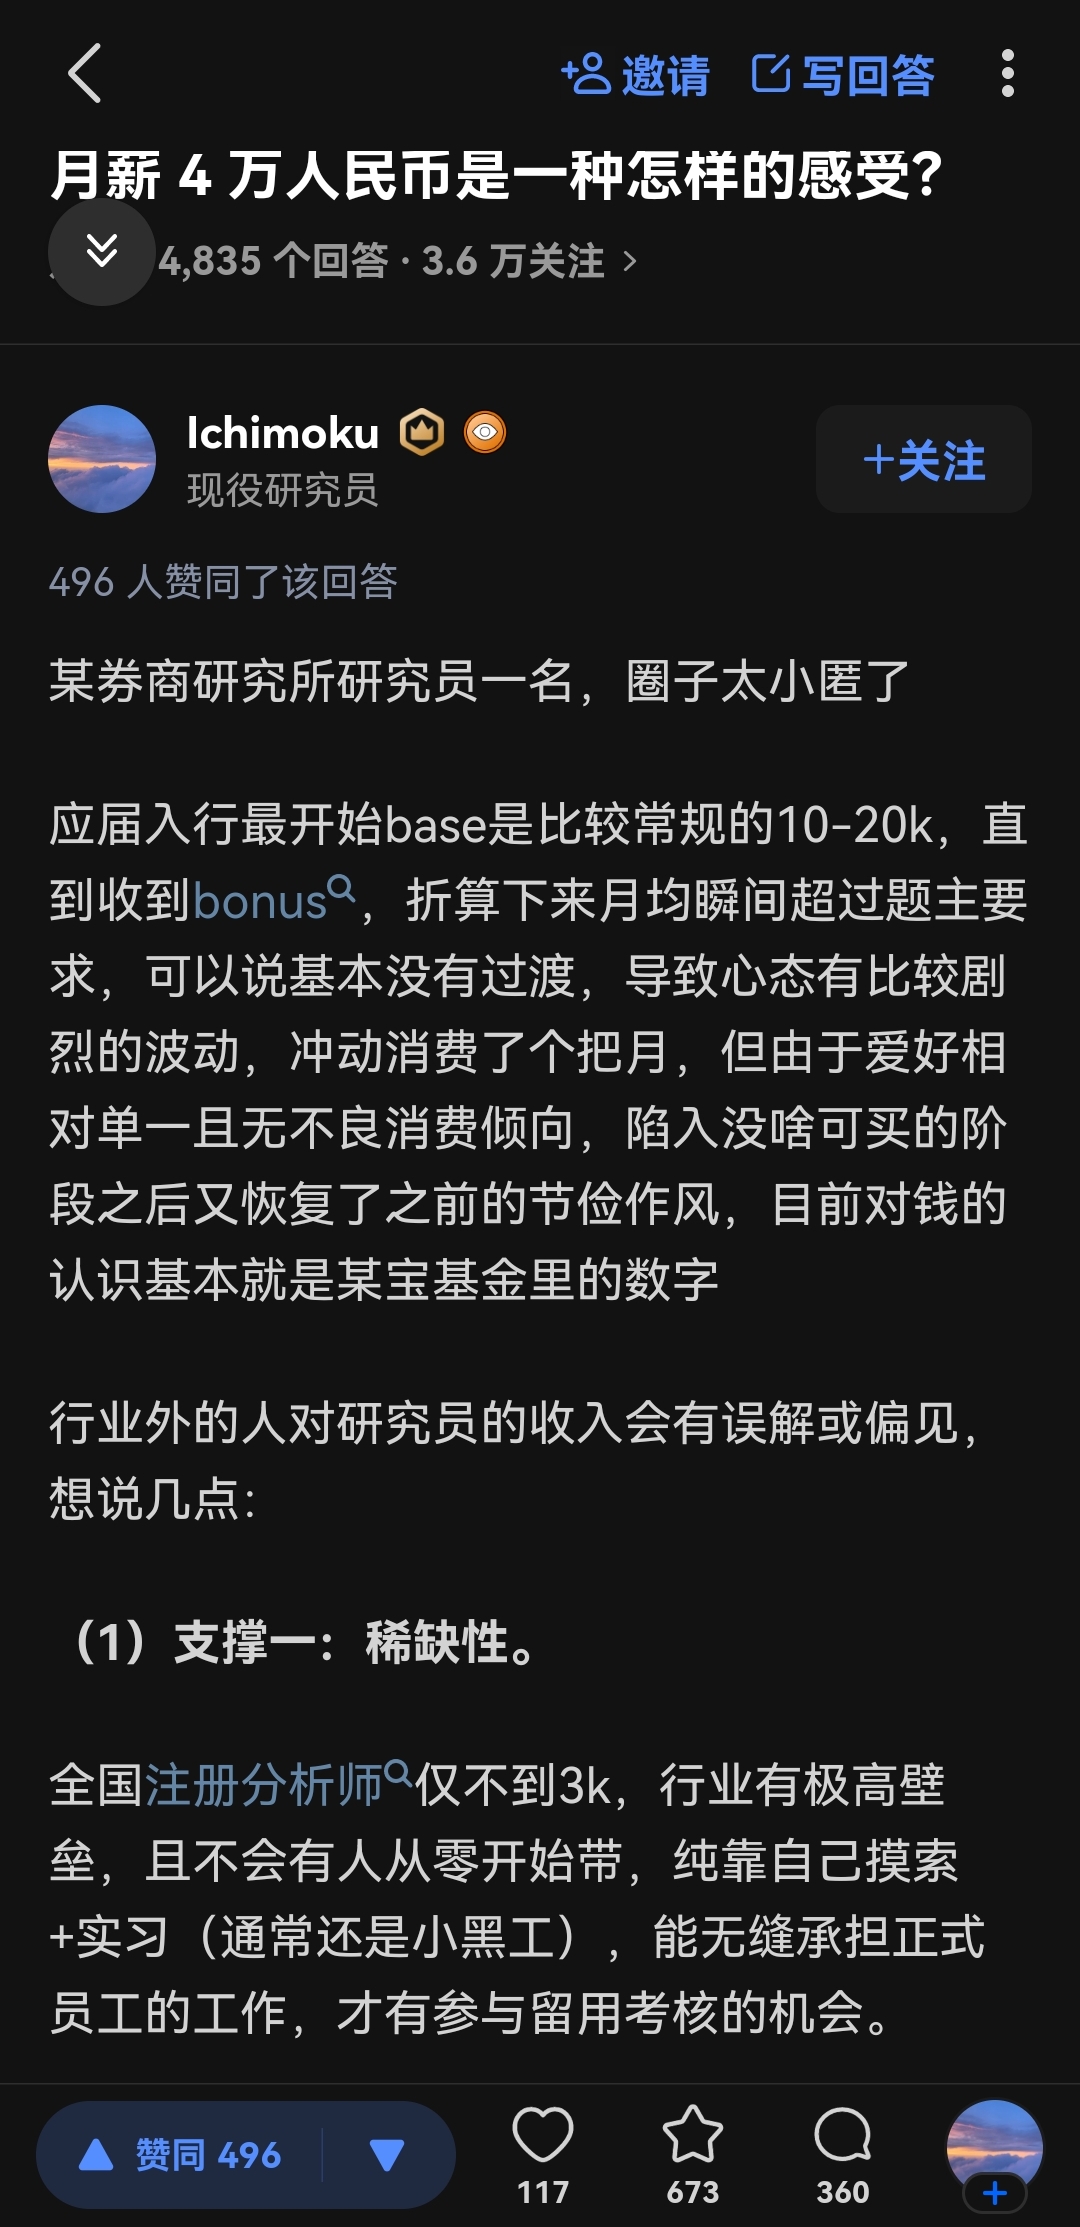 邀请 写回答
月薪 4 万人民币是一种怎样的感受?
4,835 个回答 · 3.6 万关注 >
Ichimoku
现役研究员
+关注
496 人赞同了该回答
某券商研究所研究员一名，圈子太小匿了
应届入行最开始base是比较常规的10-20k，直
到收到bonus，折算下来月均瞬间超过题主要
求，可以说基本没有过渡，导致心态有比较剧
烈的波动，冲动消费了个把月，但由于爱好相
对单一且无不良消费倾向，陷入没啥可买的阶
段之后又恢复了之前的节俭作风，目前对钱的
认识基本就是某宝基金里的数字
行业外的人对研究员的收入会有误解或偏见，
想说几点：
（1）支撑一：稀缺性。
全国注册分析师仅不到3k，行业有极高壁
垒，且不会有人从零开始带，纯靠自己摸索
+实习（通常还是小黑工），能无缝承担正式
员工的工作，才有参与留用考核的机会。
赞同 496
117
673
360